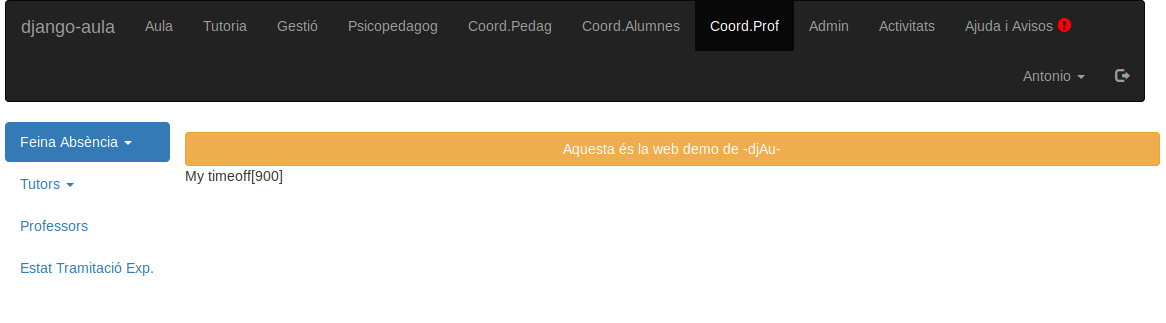 django-aula Aula Tutoria Gestió Psicopedagog Coord.Pedag Coord.Alumnes Coord.Prof Admin Activitats Ajuda i Avisos
Antonio
Feina Absència
Aquesta és la web demo de -djAu-
My timeoff[900]
Tutors
Professors
Estat Tramitació Exp.